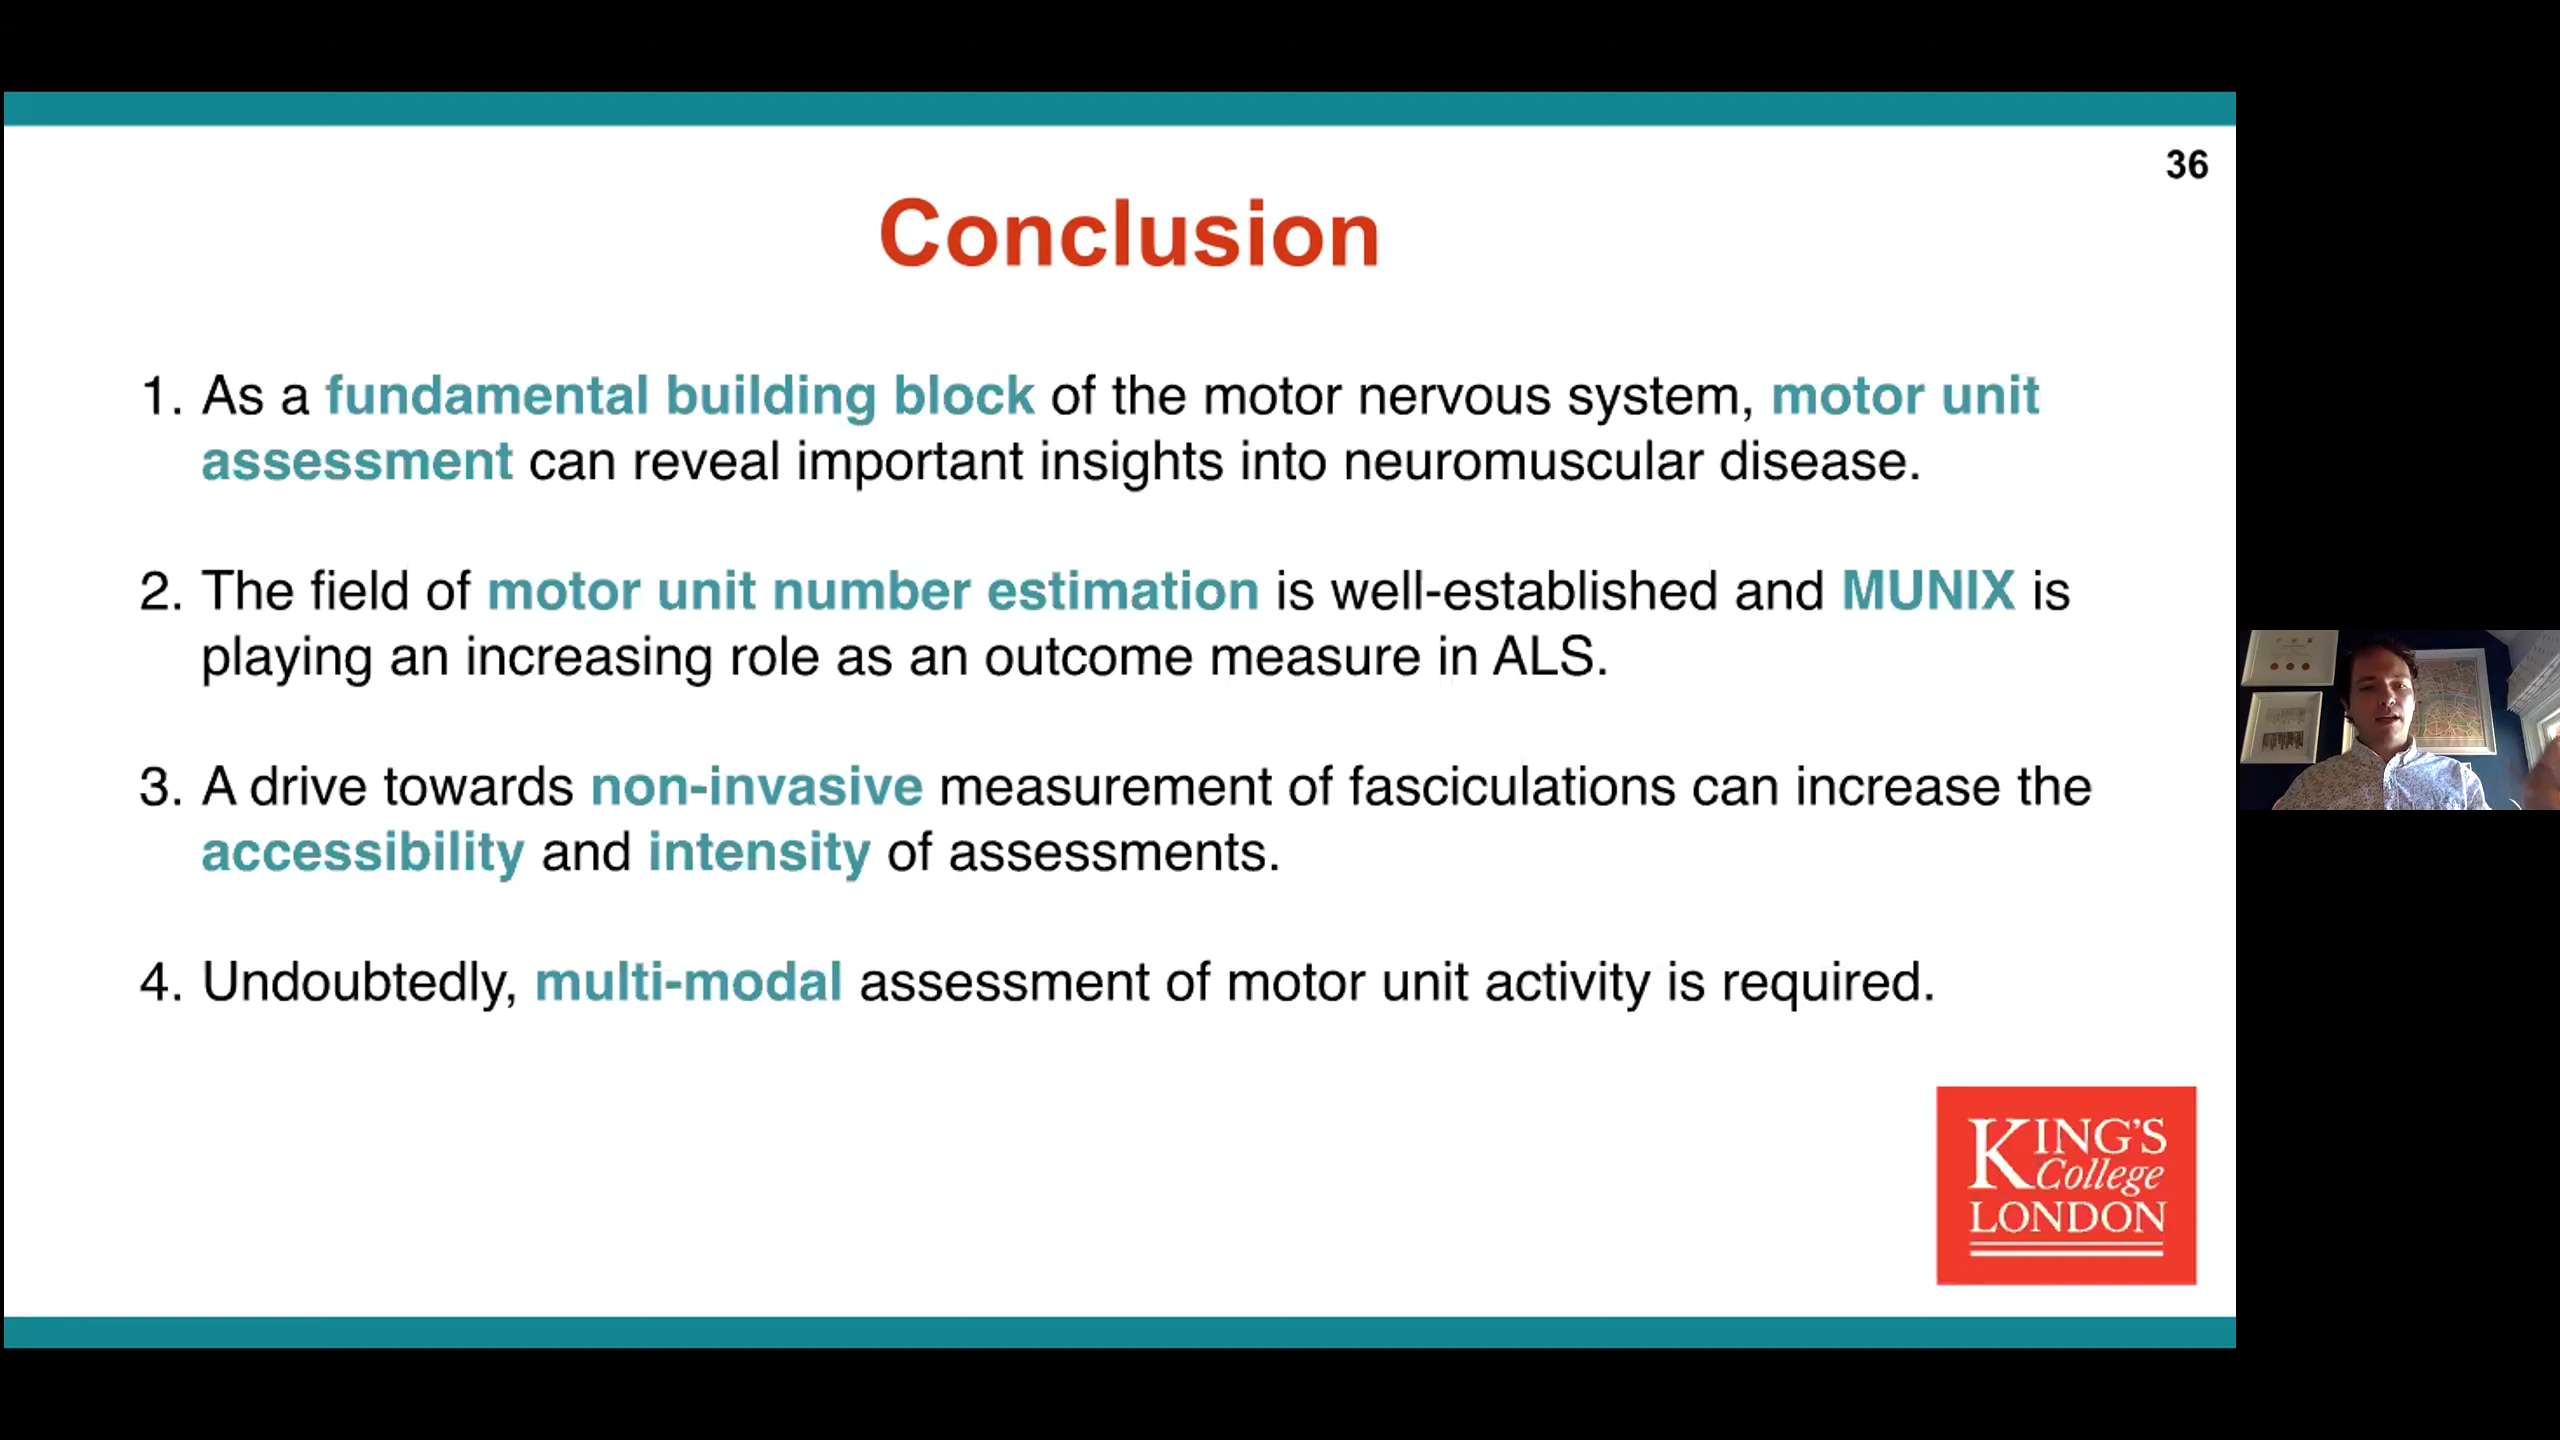 36
Conclusion
1. As a fundamental building block of the motor nervous system, motor unit
assessment can reveal important insights into neuromuscular disease.
2. The field of motor unit number estimation is well-established and MUNIX is
playing an increasing role as an outcome measure in ALS.
3. A drive towards non-invasive measurement of fasciculations can increase the
accessibility and intensity of assessments.
4. Undoubtedly, multi-modal assessment of motor unit activity is required.
KING'S
College
LONDON